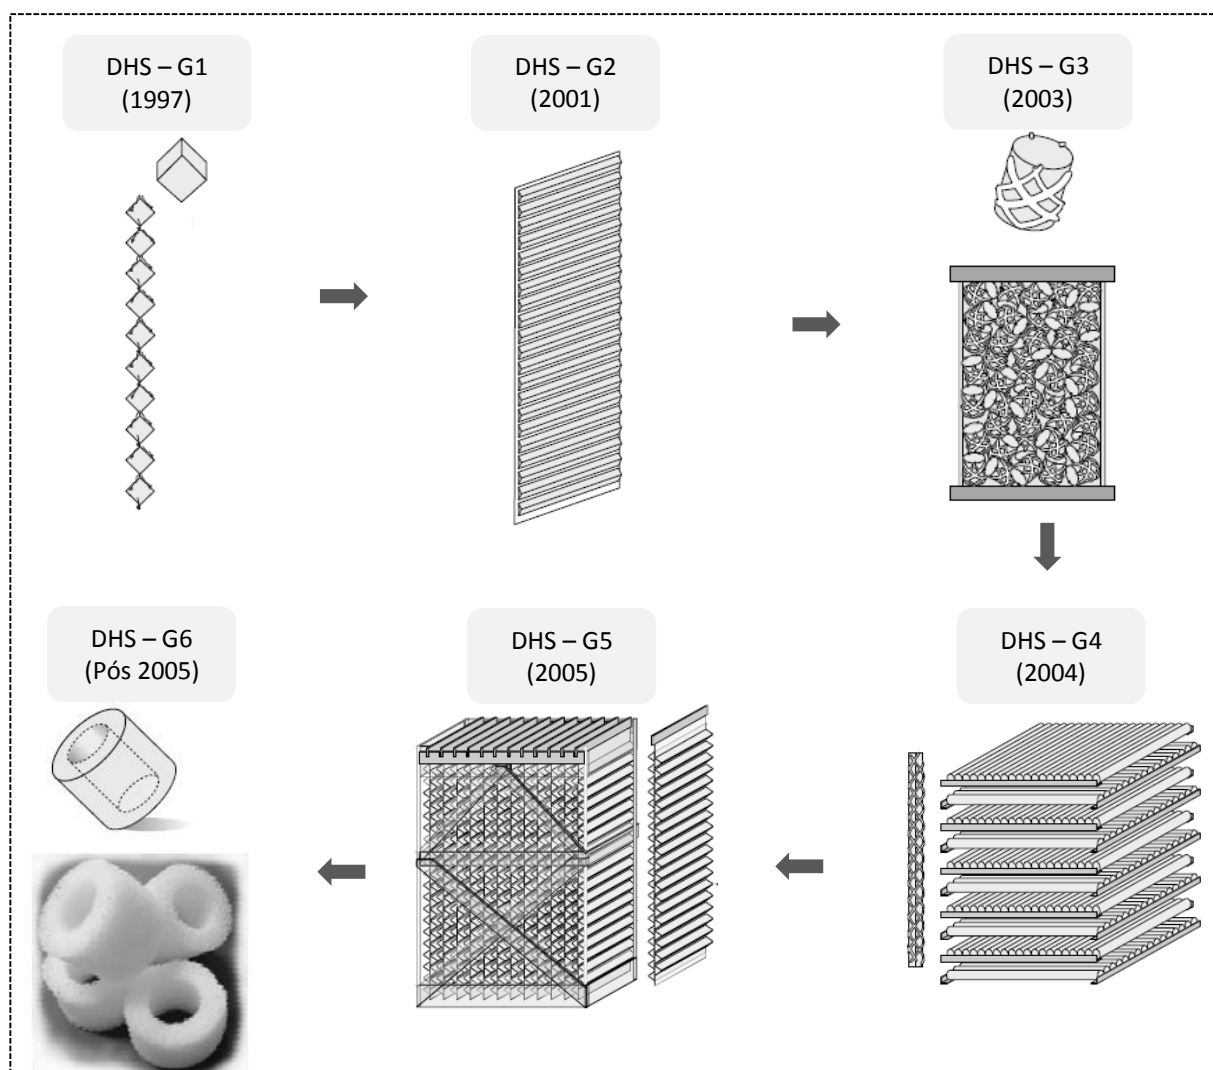 DHS – G1
(1997)
DHS – G2
(2001)
DHS – G3
(2003)
DHS – G4
(2004)
DHS – G5
(2005)
DHS – G6
(Pós 2005)